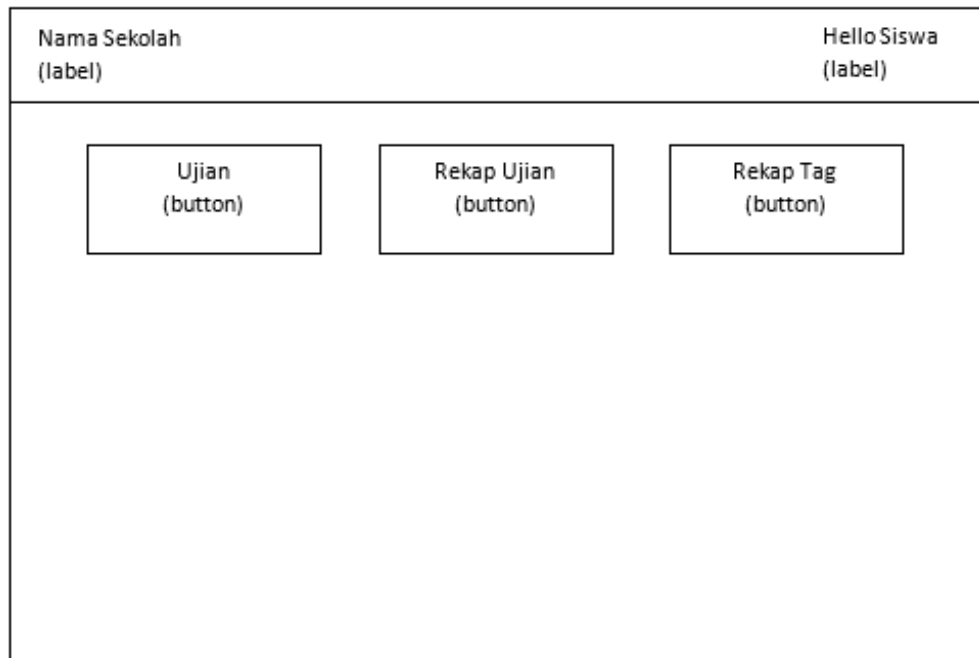 Nama Sekolah
(label)
Hello Siswa
(label)
Ujian
(button)
Rekap Ujian
(button)
Rekap Tag
(button)